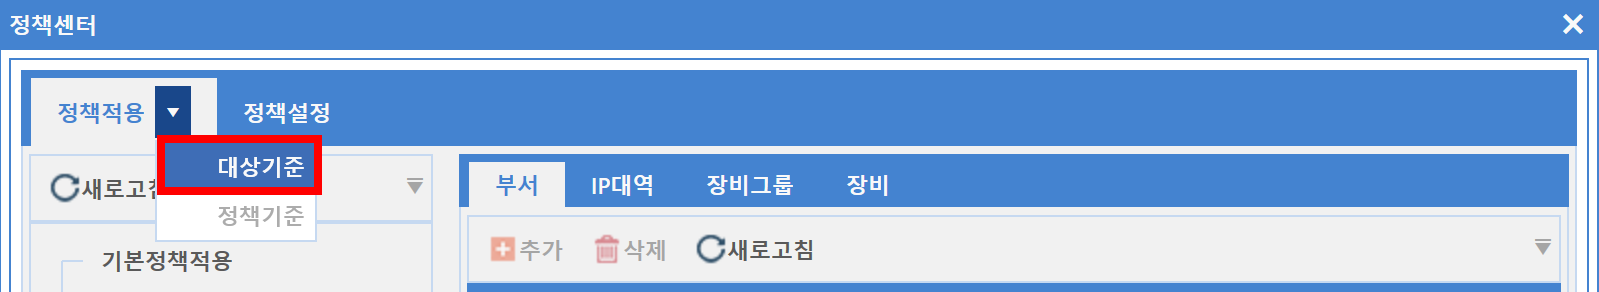 정책센터
정책적용 정책설정
대상기준
정책기준
새로고침
기본정책적용
부서 IP대역 장비그룹 장비
추가 삭제 새로고침